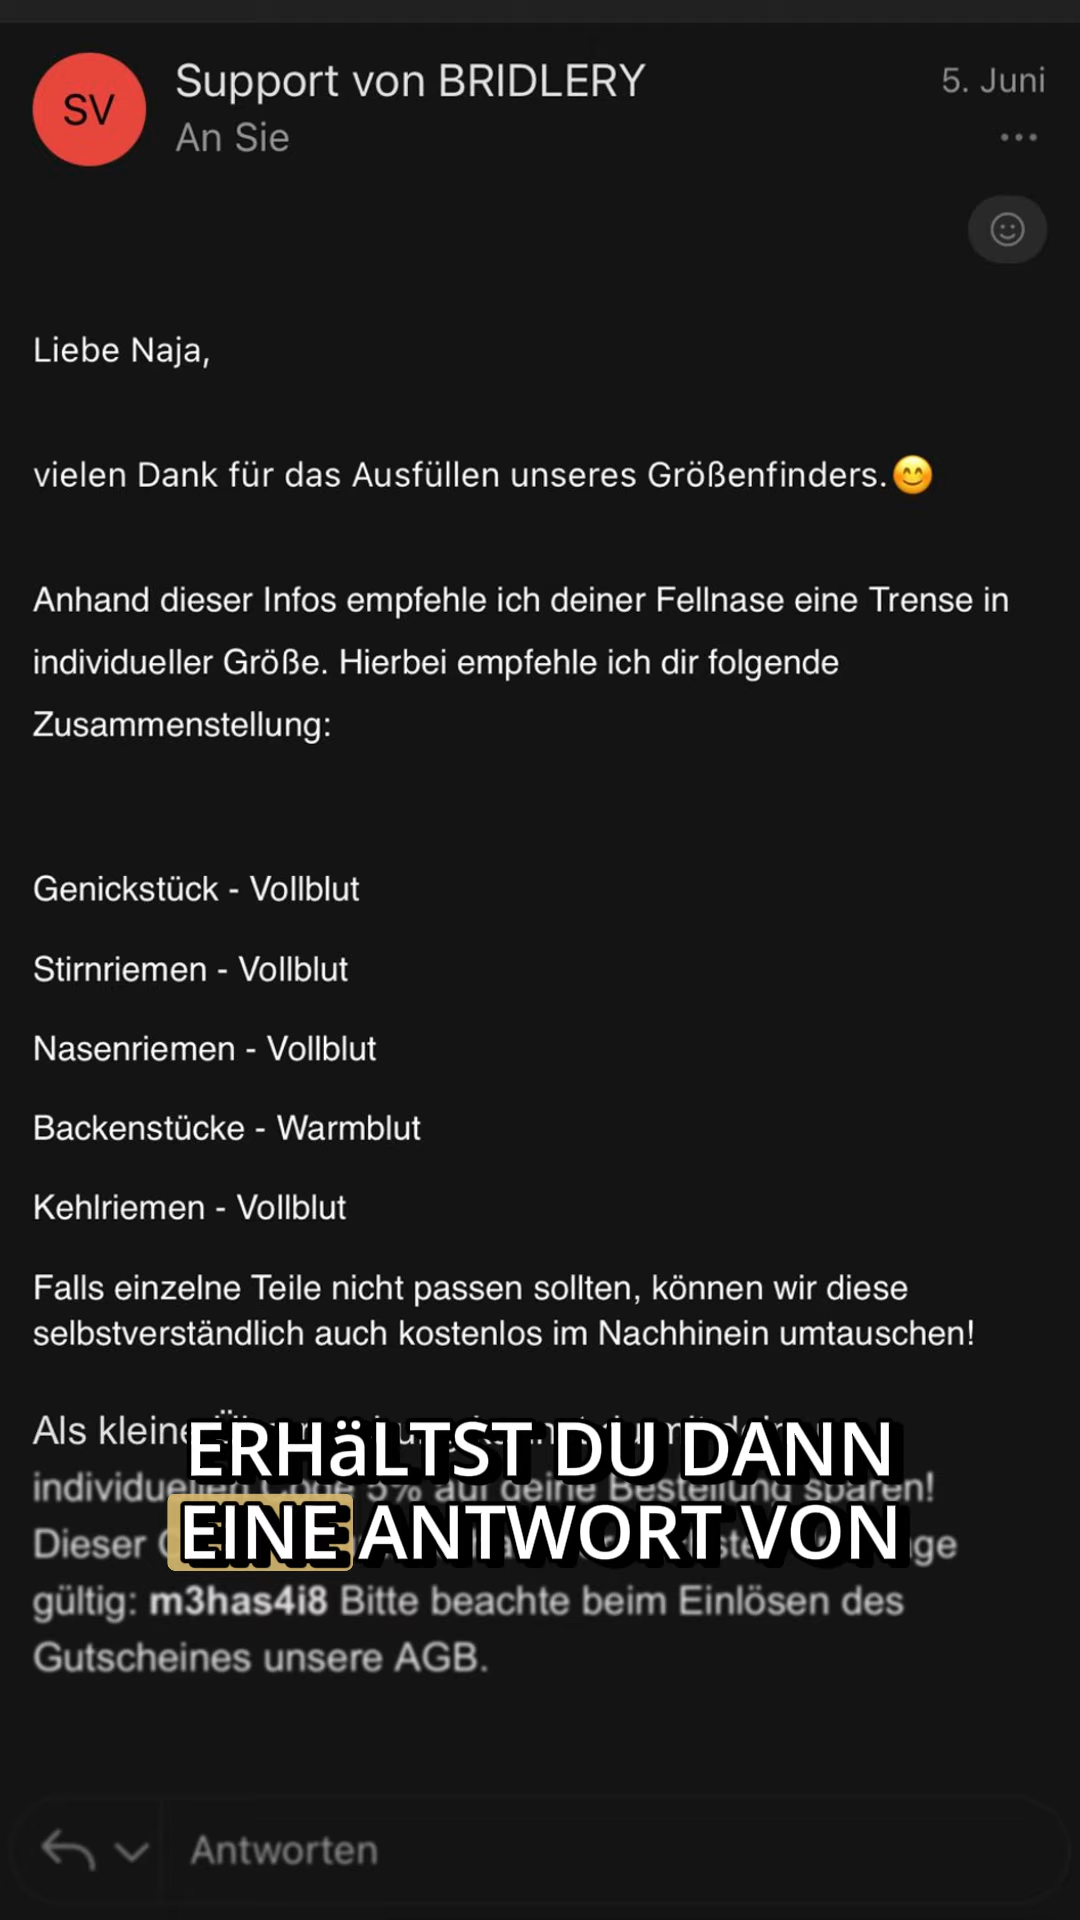 SV
Support von BRIDLERY
5. Juni
An Sie
Liebe Naja,
vielen Dank für das Ausfüllen unseres Größenfinders.😊
Anhand dieser Infos empfehle ich deiner Fellnase eine Trense in
individueller Größe. Hierbei empfehle ich dir folgende
Zusammenstellung:
Genickstück - Vollblut
Stirnriemen - Vollblut
Nasenriemen - Vollblut
Backenstücke - Warmblut
Kehlriemen - Vollblut
Falls einzelne Teile nicht passen sollten, können wir diese
selbstverständlich auch kostenlos im Nachhinein umtauschen!
Als kleine
individuellen Code 5% auf deine Bestellung sparen!
Dieser
gültig: m3has4i8 Bitte beachte beim Einlösen des
Gutscheines unsere AGB.
ERHäLTST DU DANN
EINE ANTWORT VON
Antworten